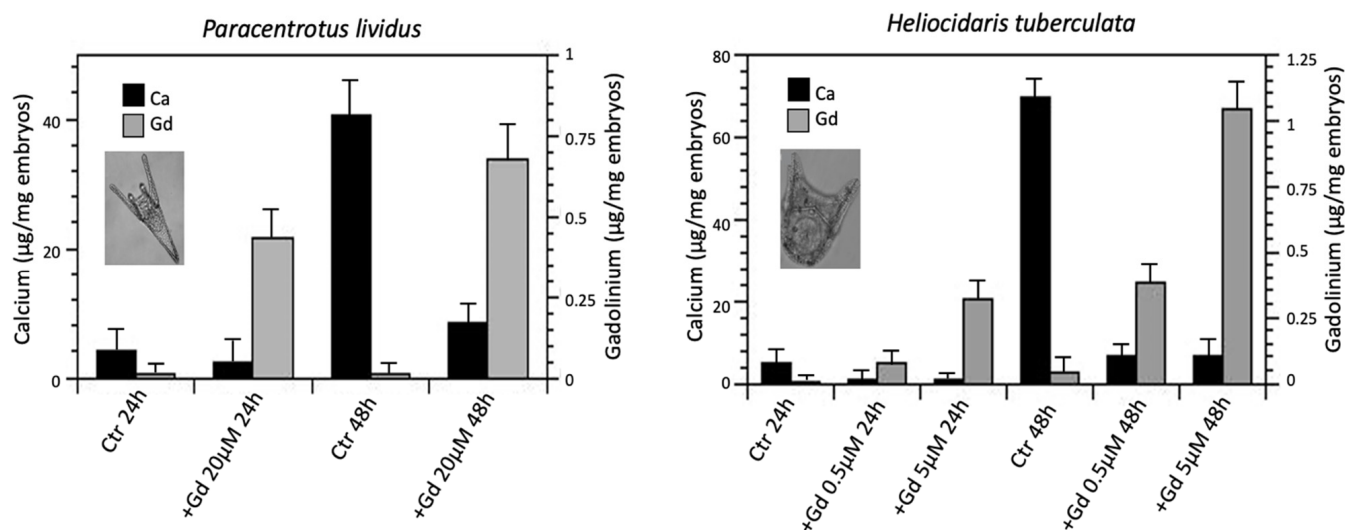 Paracentrotus lividus
Calcium (µg/mg embryos)
40
20
0
Ca
Gd
1
0.75
0.5
0.25
0
Gadolinium (µg/mg embryos)
Ctr 24h
+Gd 20µM 24h
Ctr 48h
+Gd 20µM 48h
Heliocidaris tuberculata
Calcium (µg/mg embryos)
80
60
40
20
0
Ca
Gd
1.25
1
0.75
0.5
0.25
0
Gadolinium (µg/mg embryos)
Ctr 24h
+Gd 0.5µM 24h
+Gd 5µM 24h
Ctr 48h
+Gd 0.5µM 48h
+Gd 5µM 48h